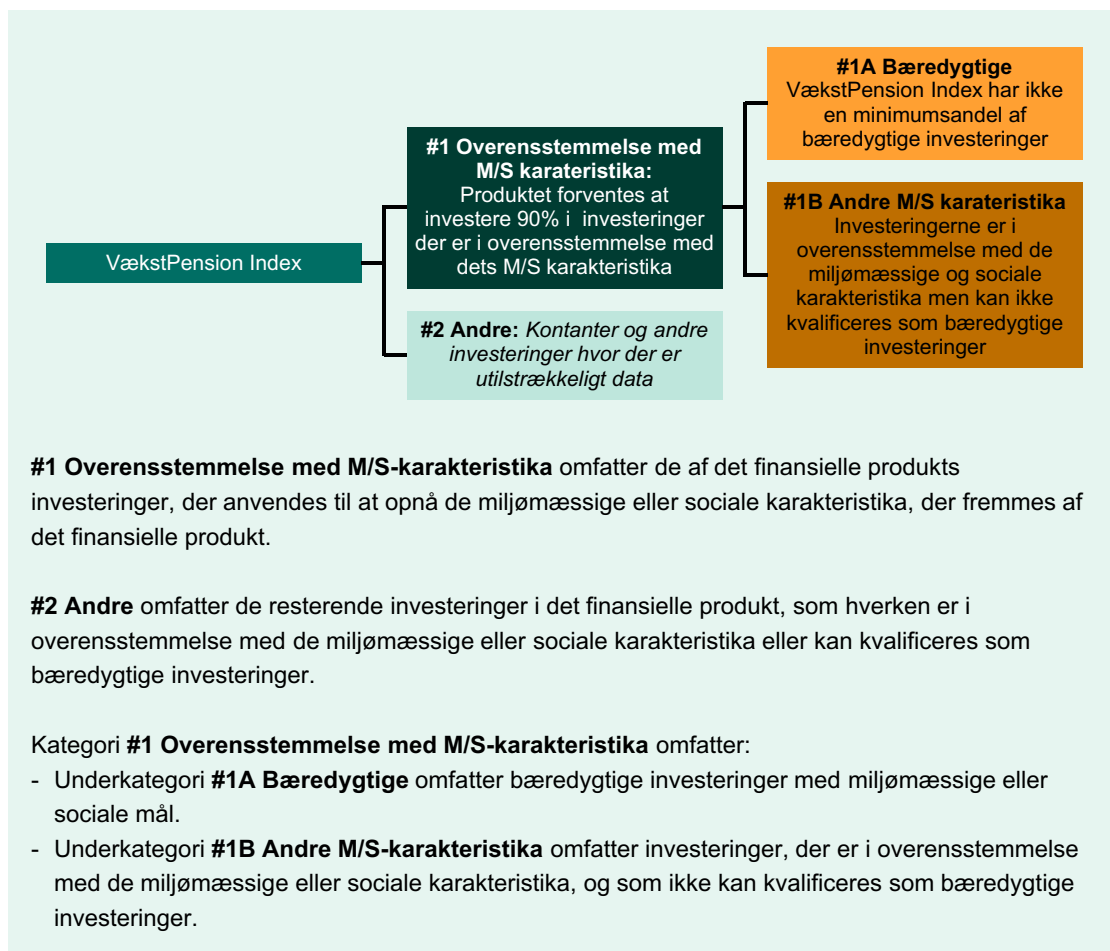 VækstPension Index
#1 Overensstemmelse med
M/S karateristika:
Produktet forventes at
investere 90% i investeringer
der er i overensstemmelse med
dets M/S karakteristika
#2 Andre: Kontanter og andre
investeringer hvor der er
utilstrækkeligt data
#1A Bæredygtige
VækstPension Index har ikke
en minimumsandel af
bæredygtige investeringer
#1B Andre M/S karateristika
Investeringerne er i
overensstemmelse med de
miljømæssige og sociale
karakteristika men kan ikke
kvalificeres som bæredygtige
investeringer
#1 Overensstemmelse med M/S-karakteristika omfatter de af det finansielle produkts
investeringer, der anvendes til at opnå de miljømæssige eller sociale karakteristika, der fremmes af
det finansielle produkt.
#2 Andre omfatter de resterende investeringer i det finansielle produkt, som hverken er i
overensstemmelse med de miljømæssige eller sociale karakteristika eller kan kvalificeres som
bæredygtige investeringer.
Kategori #1 Overensstemmelse med M/S-karakteristika omfatter:
- Underkategori #1A Bæredygtige omfatter bæredygtige investeringer med miljømæssige eller
sociale mål.
- Underkategori #1B Andre M/S-karakteristika omfatter investeringer, der er i overensstemmelse
med de miljømæssige eller sociale karakteristika, og som ikke kan kvalificeres som bæredygtige
investeringer.